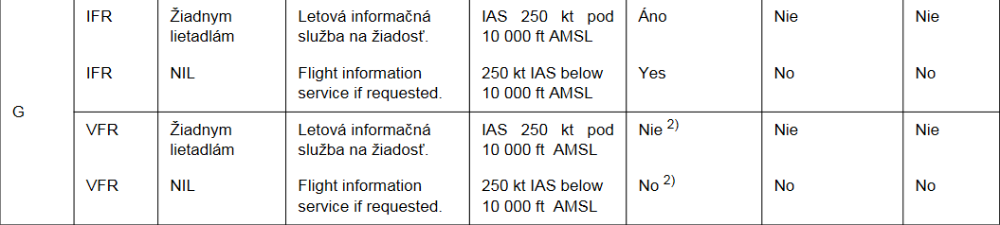 G
IFR
Žiadnym
lietadlám
Letová informačná
služba na žiadosť.
IAS 250 kt pod
10 000 ft AMSL
Áno
Nie
Nie
IFR
NIL
Flight information
service if requested.
250 kt IAS below
10 000 ft AMSL
Yes
No
No
VFR
Žiadnym
lietadlám
Letová informačná
služba na žiadosť.
IAS 250 kt pod
10 000 ft AMSL
Nie 2)
Nie
Nie
VFR
NIL
Flight information
service if requested.
250 kt IAS below
10 000 ft AMSL
No 2)
No
No